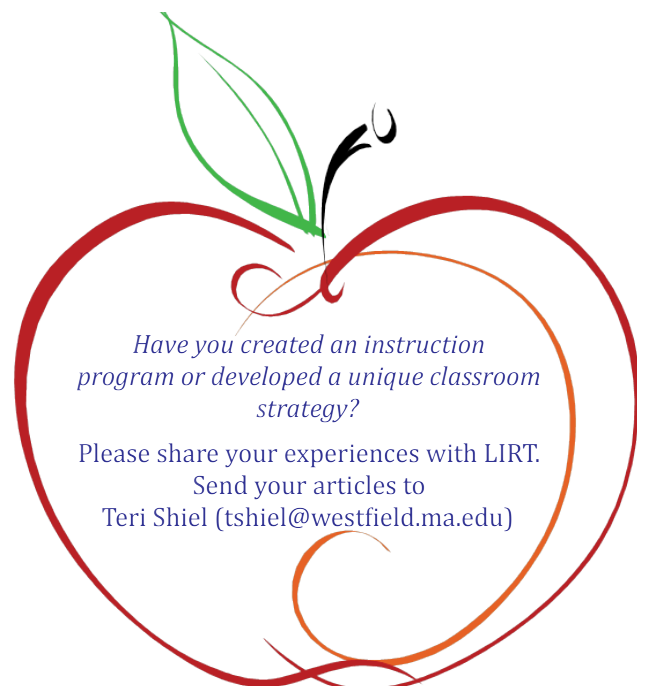 Have you created an instruction
program or developed a unique classroom
strategy?
Please share your experiences with LIRT.
Send your articles to
Teri Shiel (tshiel@westfield.ma.edu)